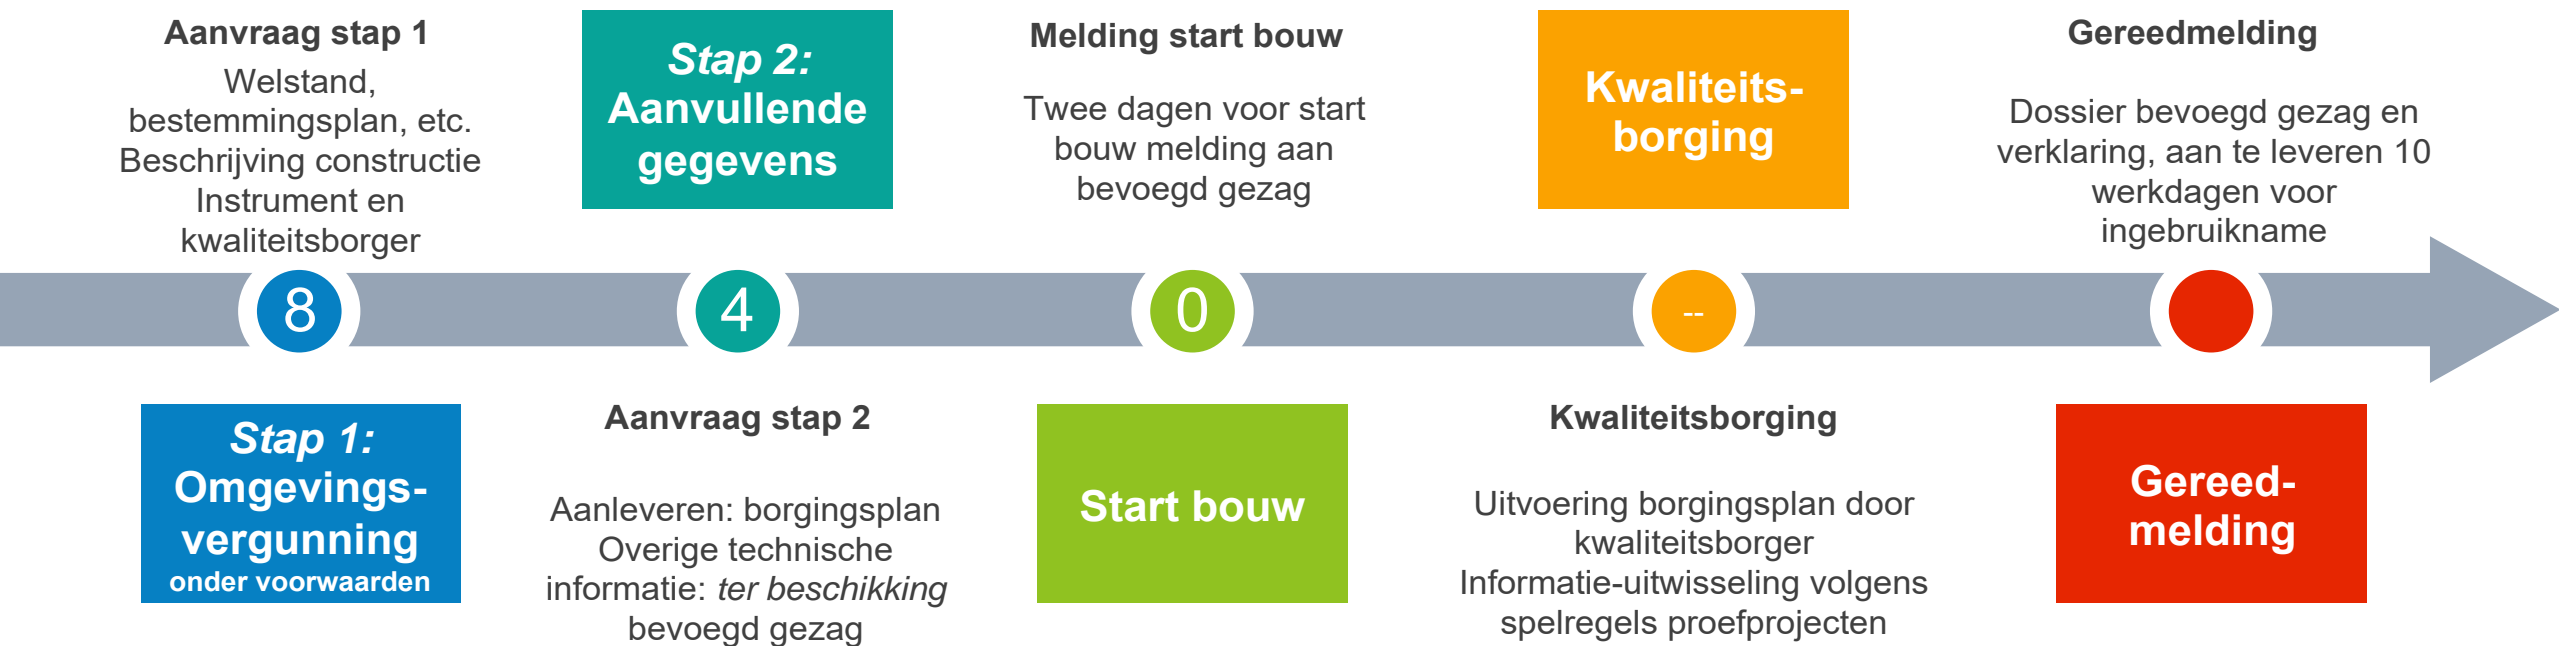 Aanvraag stap 1
Welstand,
bestemmingsplan, etc.
Beschrijving constructie
Instrument en
kwaliteitsborger
Stap 2:
Aanvullende
gegevens
Melding start bouw
Twee dagen voor start
bouw melding aan
bevoegd gezag
Kwaliteits-
borging
Gereedmelding
Dossier bevoegd gezag en
verklaring, aan te leveren 10
werkdagen voor
ingebruikname
8
4
0
--
Stap 1:
Omgevings-
vergunning
onder voorwaarden
Aanvraag stap 2
Aanleveren: borgingsplan
Overige technische
informatie: ter beschikking
bevoegd gezag
Start bouw
Kwaliteitsborging
Uitvoering borgingsplan door
kwaliteitsborger
Informatie-uitwisseling volgens
spelregels proefprojecten
Gereed-
melding